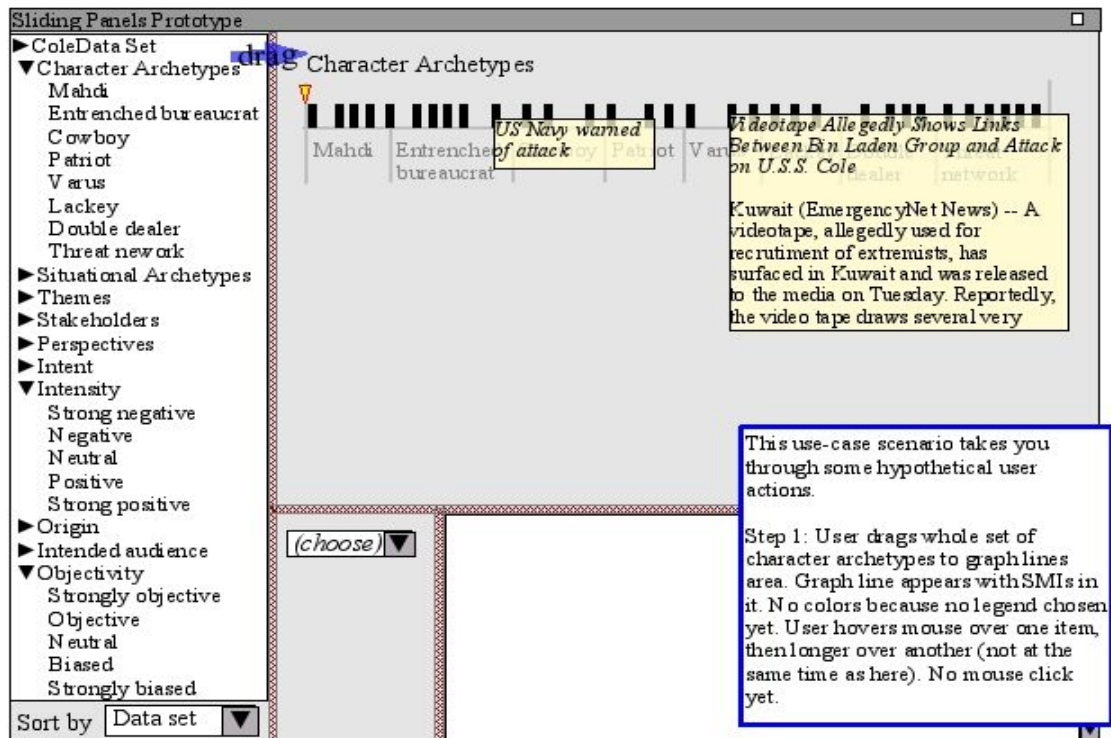 Sliding Panels Prototype
►ColeData Set
▼Character Archetypes
Mahdi
Entrenched bureaucrat
Cowboy
Patriot
Varus
Lackey
Double dealer
Threat nework
►Situational Archetypes
►Themes
►Stakeholders
►Perspectives
►Intent
▼Intensity
Strong negative
Negative
Neutral
Positive
Strong positive
►Origin
►Intended audience
▼Objectivity
Strongly objective
Objective
Neutral
Biased
Strongly biased
Sort by Data set
drag
Character Archetypes
Mahdi
Entrenched
bureaucrat
Patriot
dealer
network
US Navy warned
of attack
Videotape Allegedly Shows Links
Between Bin Laden Group and Attack
on U.S.S. Cole
Kuwait (EmergencyNet News) -- A
videotape, allegedly used for
recrutiment of extremists, has
surfaced in Kuwait and was released
to the media on Tuesday. Reportedly,
the video tape draws several very
(choose)
This use-case scenario takes you
through some hypothetical user
actions.
Step 1: User drags whole set of
character archetypes to graph lines
area. Graph line appears with SMIs in
it. No colors because no legend chosen
yet. User hovers mouse over one item,
then longer over another (not at the
same time as here). No mouse click
yet.